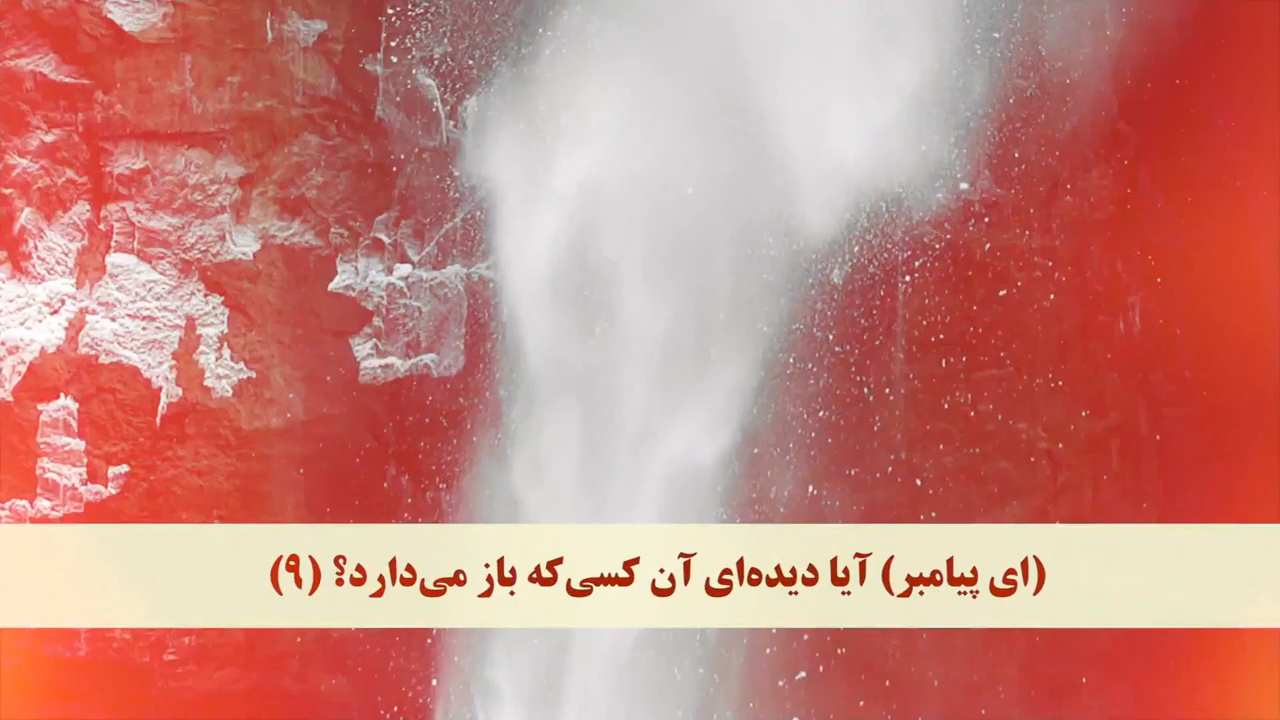 (ای پیامبر) آیا دیده‌ای آن کسی‌که باز می‌دارد؟ (۹)